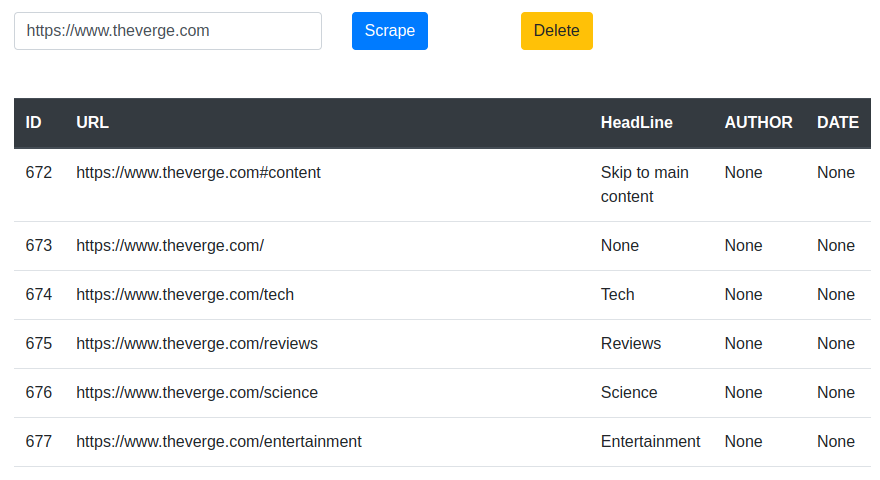 https://www.theverge.com Scrape Delete
ID URL HeadLine AUTHOR DATE
672 https://www.theverge.com#content Skip to main None None
content
673 https://www.theverge.com/ None None None
674 https://www.theverge.com/tech Tech None None
675 https://www.theverge.com/reviews Reviews None None
676 https://www.theverge.com/science Science None None
677 https://www.theverge.com/entertainment Entertainment None None